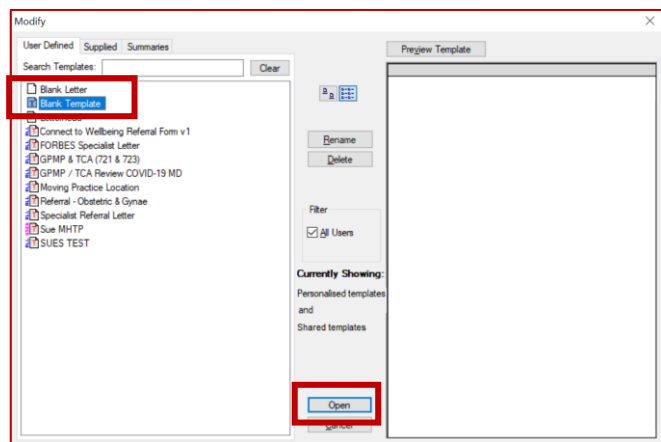 Modify
User Defined Supplied Summaries
Search Templates: Clear
Blank Letter
Blank Template
Connect to Wellbeing Referral Form v1
FORBES Specialist Letter
GPMP & TCA (721 & 723)
GPMP / TCA Review COVID-19 MD
Moving Practice Location
Referral - Obstetric & Gynae
Specialist Referral Letter
Sue MHTP
SUES TEST
Rename
Delete
Filter
All Users
Currently Showing:
Personalised templates
and
Shared templates
Open
Cancel
Preview Template